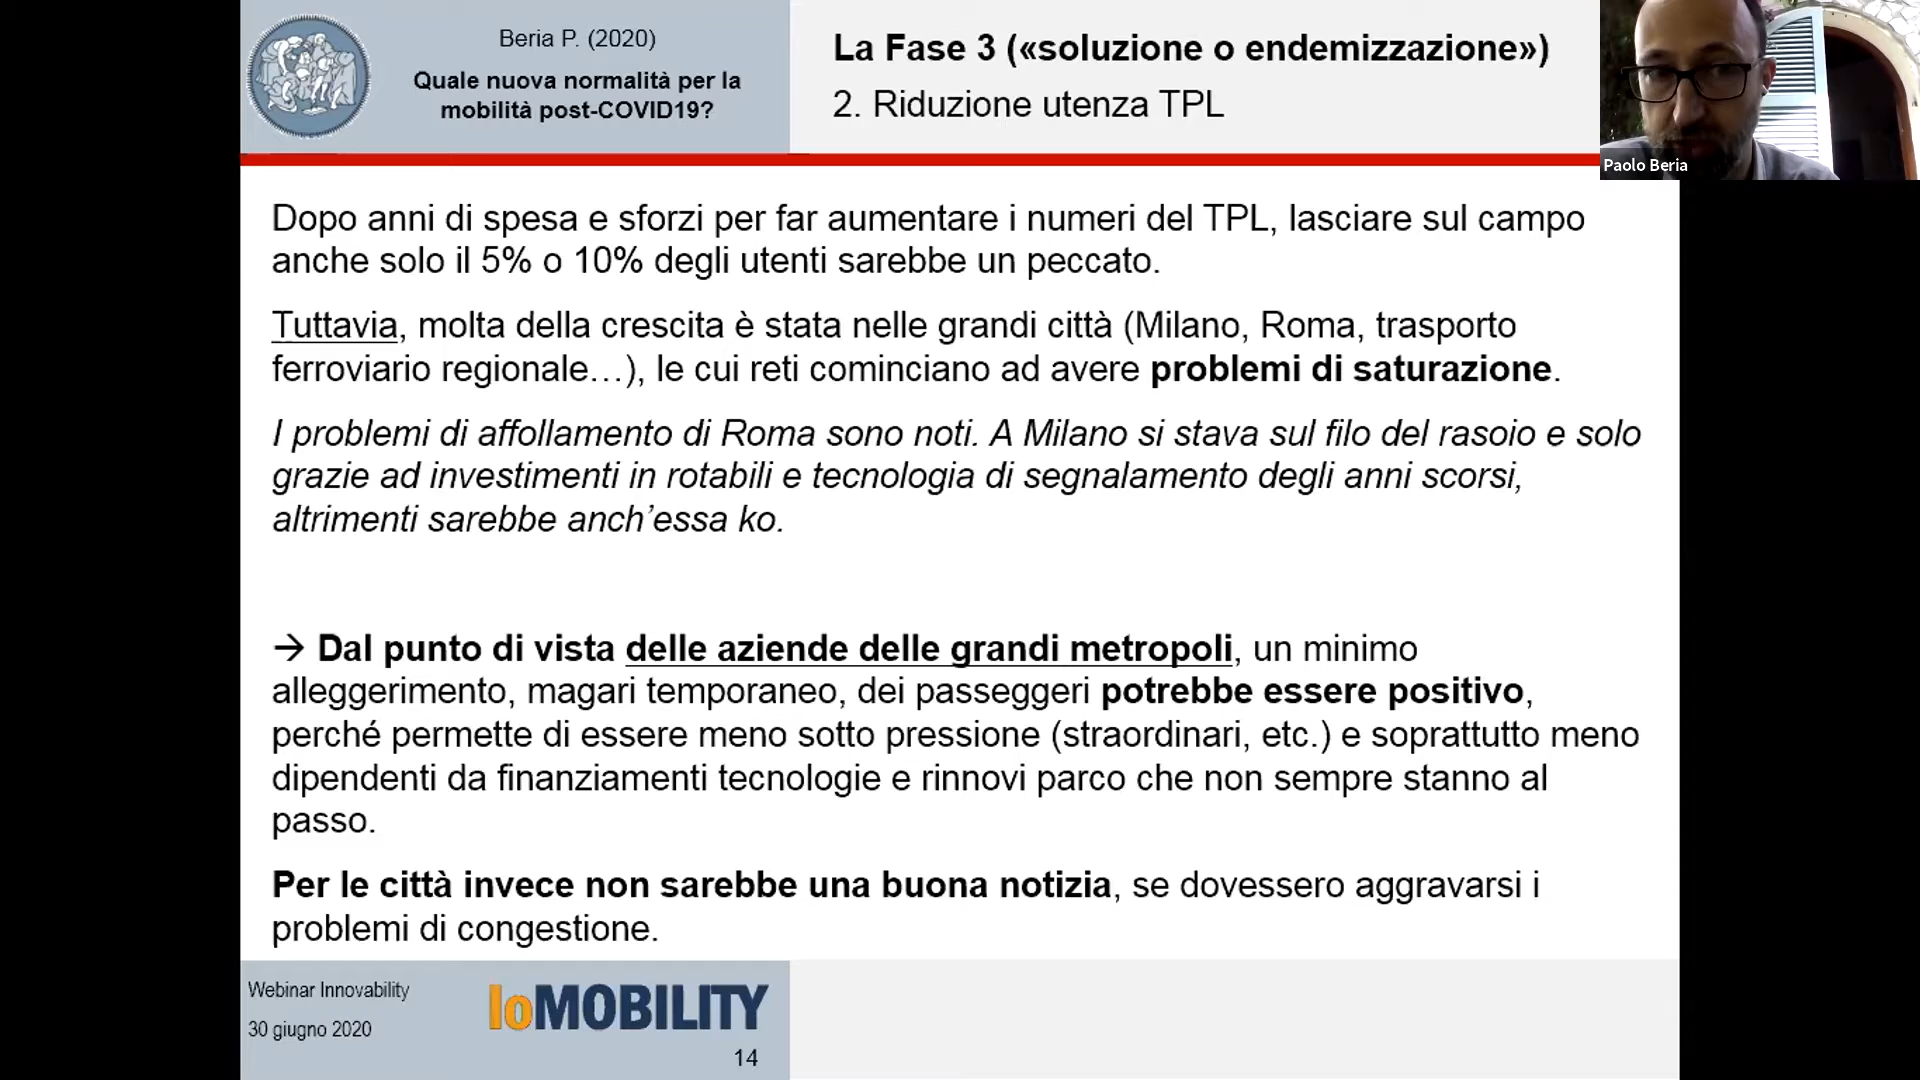 Beria P. (2020)
Quale nuova normalità per la
mobilità post-COVID19?
La Fase 3 («soluzione o endemizzazione»)
2. Riduzione utenza TPL
Paolo Beria
Dopo anni di spesa e sforzi per far aumentare i numeri del TPL, lasciare sul campo
anche solo il 5% o 10% degli utenti sarebbe un peccato.
Tuttavia, molta della crescita è stata nelle grandi città (Milano, Roma, trasporto
ferroviario regionale…), le cui reti cominciano ad avere problemi di saturazione.
I problemi di affollamento di Roma sono noti. A Milano si stava sul filo del rasoio e solo
grazie ad investimenti in rotabili e tecnologia di segnalamento degli anni scorsi,
altrimenti sarebbe anch’essa ko.
→ Dal punto di vista delle aziende delle grandi metropoli, un minimo
alleggerimento, magari temporaneo, dei passeggeri potrebbe essere positivo,
perché permette di essere meno sotto pressione (straordinari, etc.) e soprattutto meno
dipendenti da finanziamenti tecnologie e rinnovi parco che non sempre stanno al
passo.
Per le città invece non sarebbe una buona notizia, se dovessero aggravarsi i
problemi di congestione.
Webinar Innovability
30 giugno 2020
IoMOBILITY
14